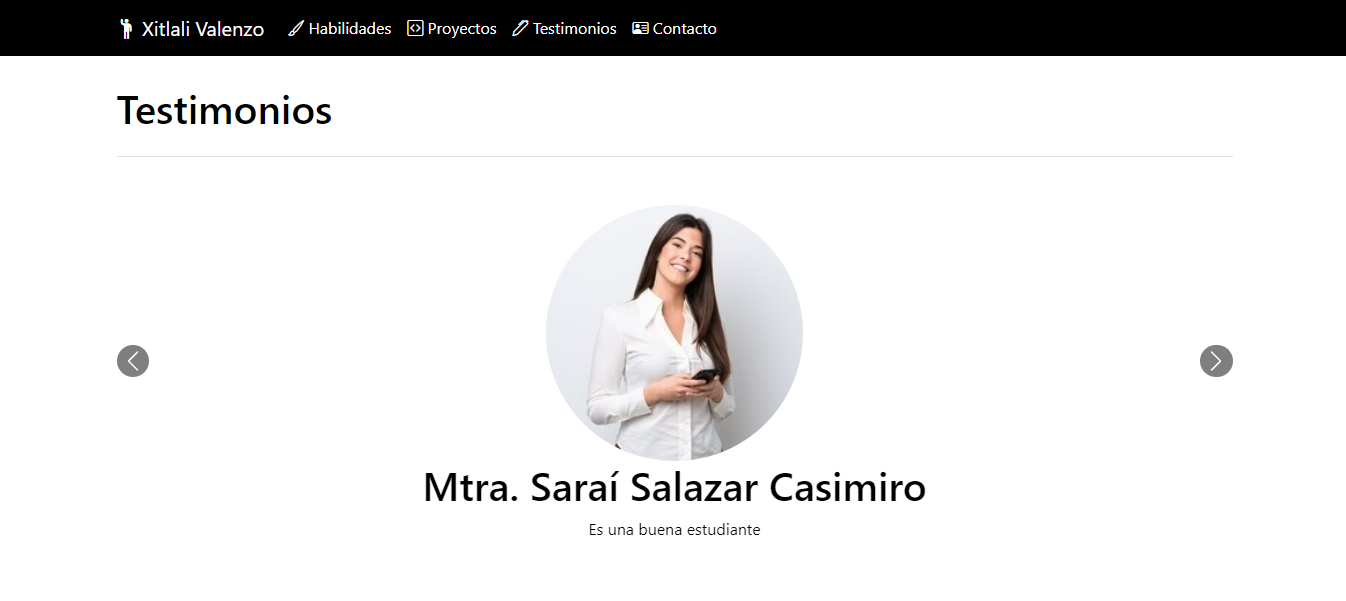 Xitlali Valenzo Habilidades Proyectos Testimonios Contacto
Testimonios
Mtra. Saraí Salazar Casimiro
Es una buena estudiante